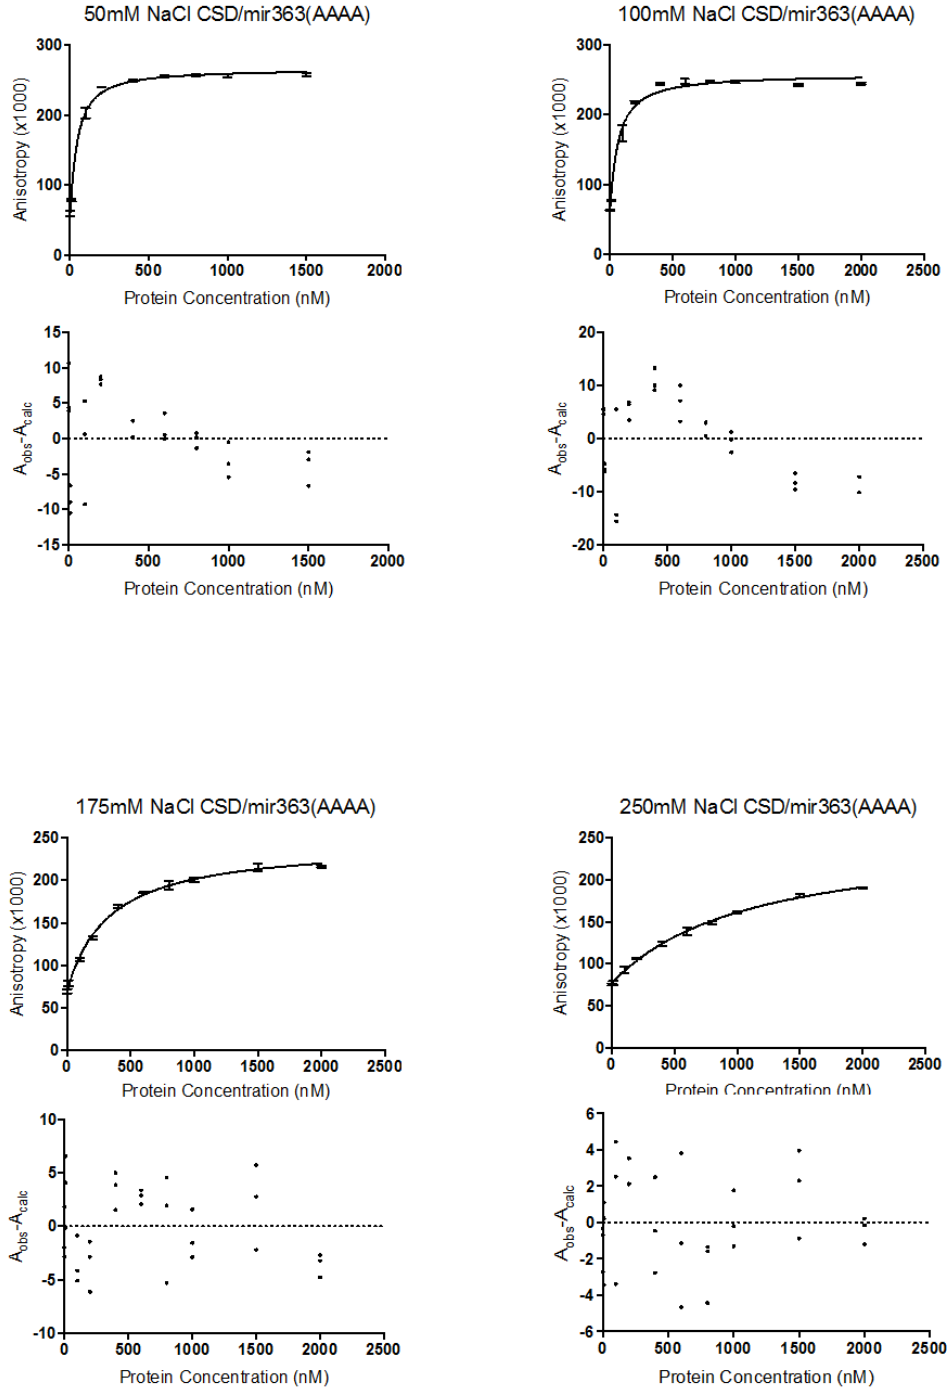 50mM NaCl CSD/mir363(AAAA)
300
200
100
0
Anisotropy (x1000)
0 500 1000 1500 2000
Protein Concentration (nM)
15
10
5
0
-5
-10
-15
Aobs-Acalc
0 500 1000 1500 2000
Protein Concentration (nM)
100mM NaCl CSD/mir363(AAAA)
300
200
100
0
Anisotropy (x1000)
0 500 1000 1500 2000 2500
Protein Concentration (nM)
20
10
0
-10
-20
Aobs-Acalc
0 500 1000 1500 2000 2500
Protein Concentration (nM)
175mM NaCl CSD/mir363(AAAA)
250
200
150
100
50
0
Anisotropy (x1000)
0 500 1000 1500 2000 2500
Protein Concentration (nM)
10
5
0
-5
-10
Aobs-Acalc
0 500 1000 1500 2000 2500
Protein Concentration (nM)
250mM NaCl CSD/mir363(AAAA)
250
200
150
100
50
0
Anisotropy (x1000)
0 500 1000 1500 2000 2500
Protein Concentration (nM)
6
4
2
0
-2
-4
-6
Aobs-Acalc
0 500 1000 1500 2000 2500
Protein Concentration (nM)